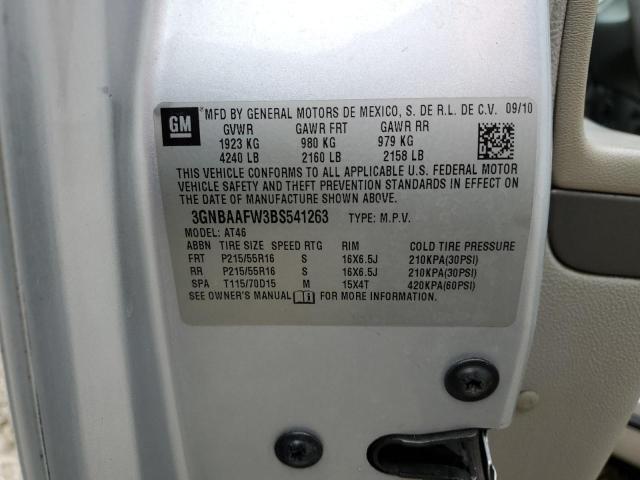 GM
MFD BY GENERAL MOTORS DE MEXICO, S. DE R.L. DE C.V. 09/10
GVWR GAWR FRT GAWR RR
1923 KG 980 KG 979 KG
4240 LB 2160 LB 2158 LB
THIS VEHICLE CONFORMS TO ALL APPLICABLE U.S. FEDERAL MOTOR
VEHICLE SAFETY AND THEFT PREVENTION STANDARDS IN EFFECT ON
THE DATE OF MANUFACTURE SHOWN ABOVE.
3GNBAAFW3BS541263 TYPE: M.P.V.
MODEL: AT46
ABBN TIRE SIZE SPEED RTG RIM COLD TIRE PRESSURE
FRT P215/55R16 S 16X6.5J 210KPA(30PSI)
RR P215/55R16 S 16X6.5J 210KPA(30PSI)
SPA T115/70D15 M 15X4T 420KPA(60PSI)
SEE OWNER'S MANUAL FOR MORE INFORMATION.